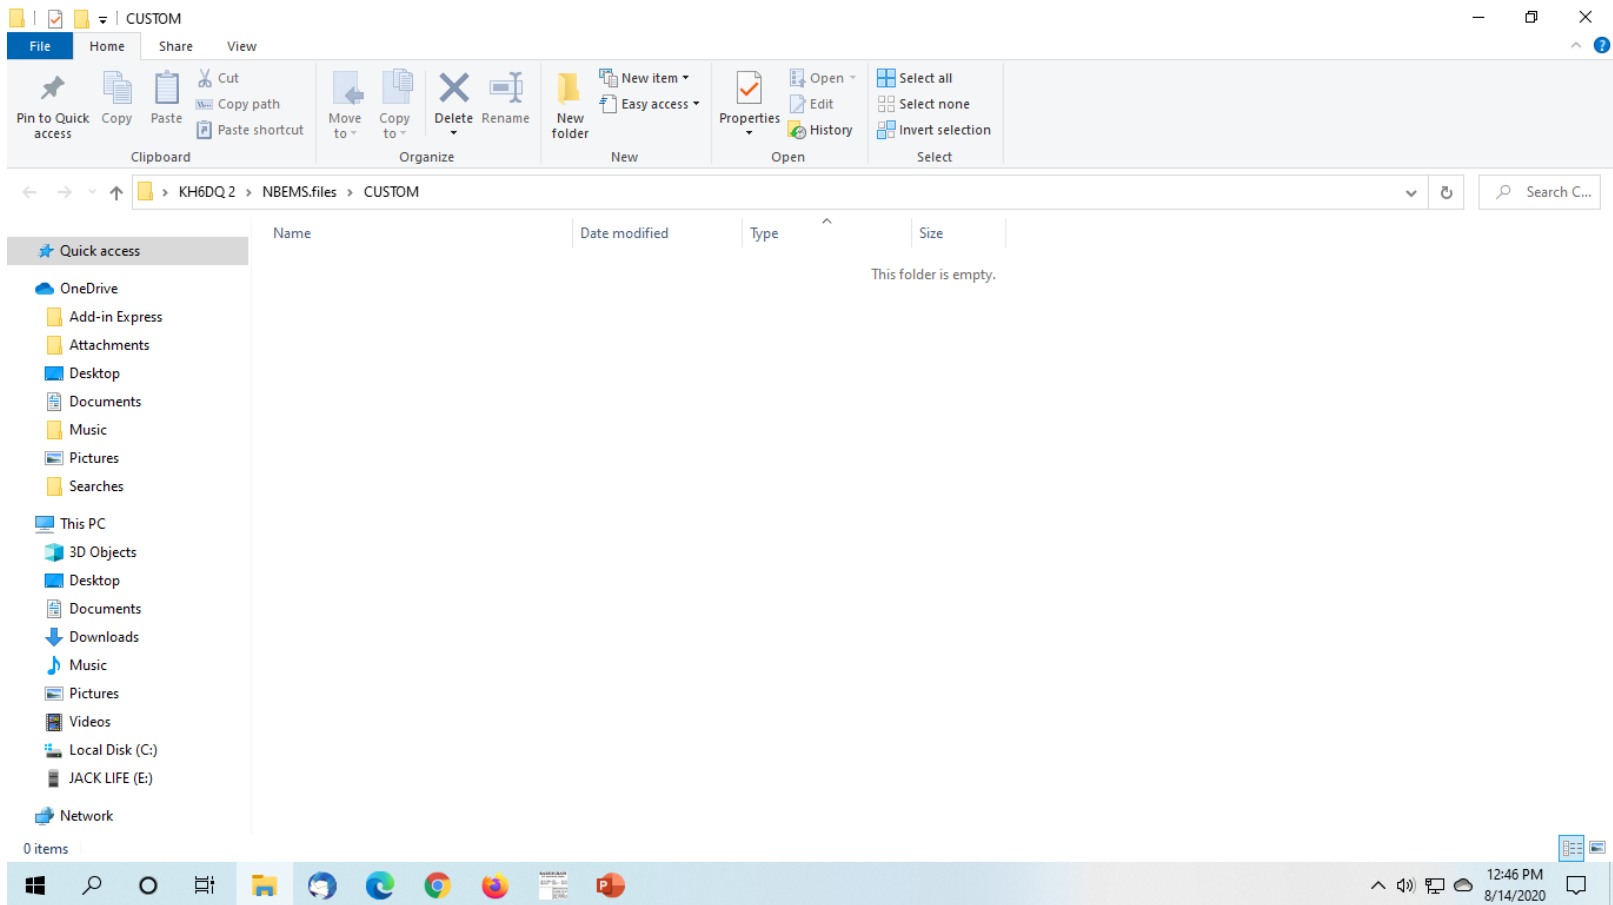 CUSTOM
File Home Share View
Pin to Quick access
Copy
Paste
Cut
Copy path
Paste shortcut
Clipboard
Move to
Copy to
Delete
Rename
Organize
New folder
New item
Easy access
New
Properties
Open
Edit
History
Open
Select all
Select none
Invert selection
Select
KH6DQ 2 > NBEMS.files > CUSTOM
Search C...
Name Date modified Type Size
This folder is empty.
Quick access
OneDrive
Add-in Express
Attachments
Desktop
Documents
Music
Pictures
Searches
This PC
3D Objects
Desktop
Documents
Downloads
Music
Pictures
Videos
Local Disk (C:)
JACK LIFE (E:)
Network
0 items
12:46 PM
8/14/2020